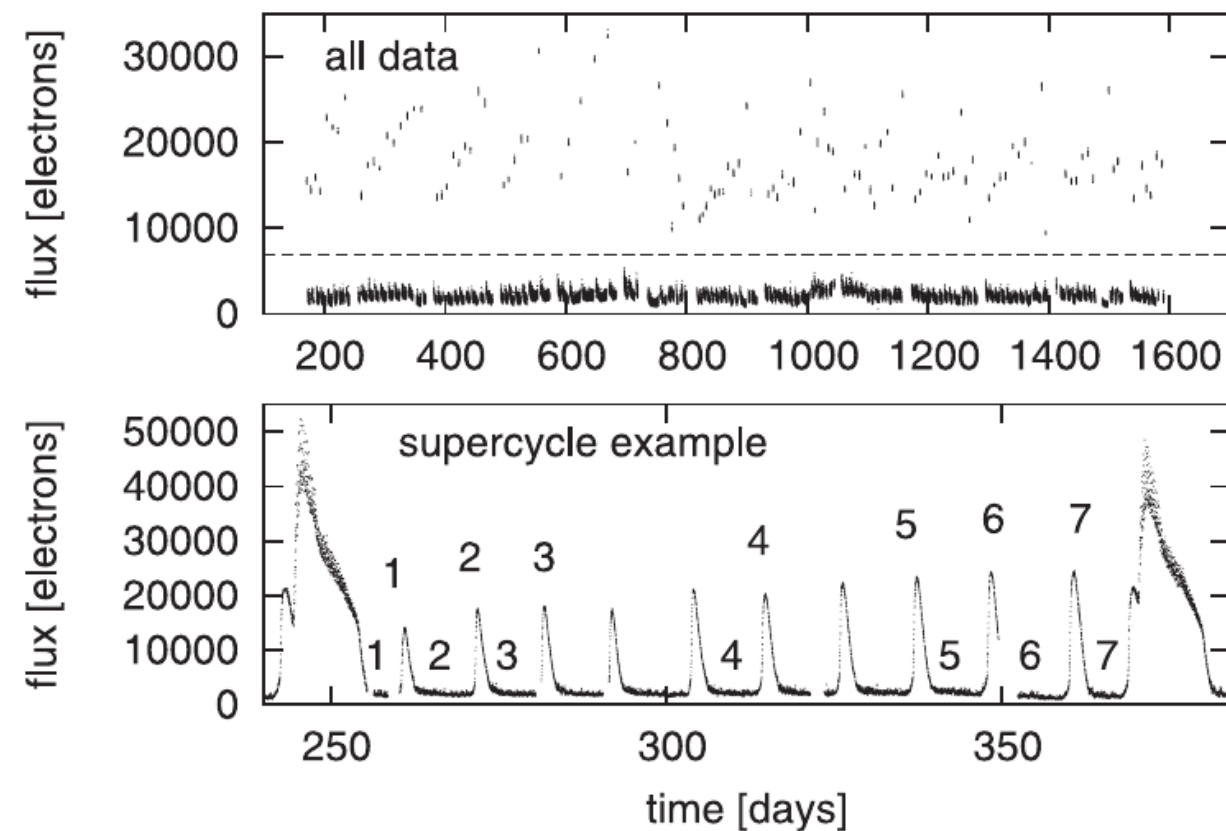 flux [electrons]
30000
20000
10000
0
all data
200 400 600 800 1000 1200 1400 1600
flux [electrons]
50000
40000
30000
20000
10000
0
supercycle example
1 2 3 4 5 6 7
1 2 3 4 5 6 7
250 300 350
time [days]